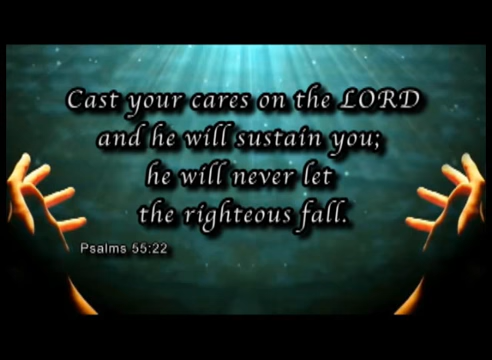 Cast your cares on the LORD
and he will sustain you;
he will never let
the righteous fall.
Psalms 55:22